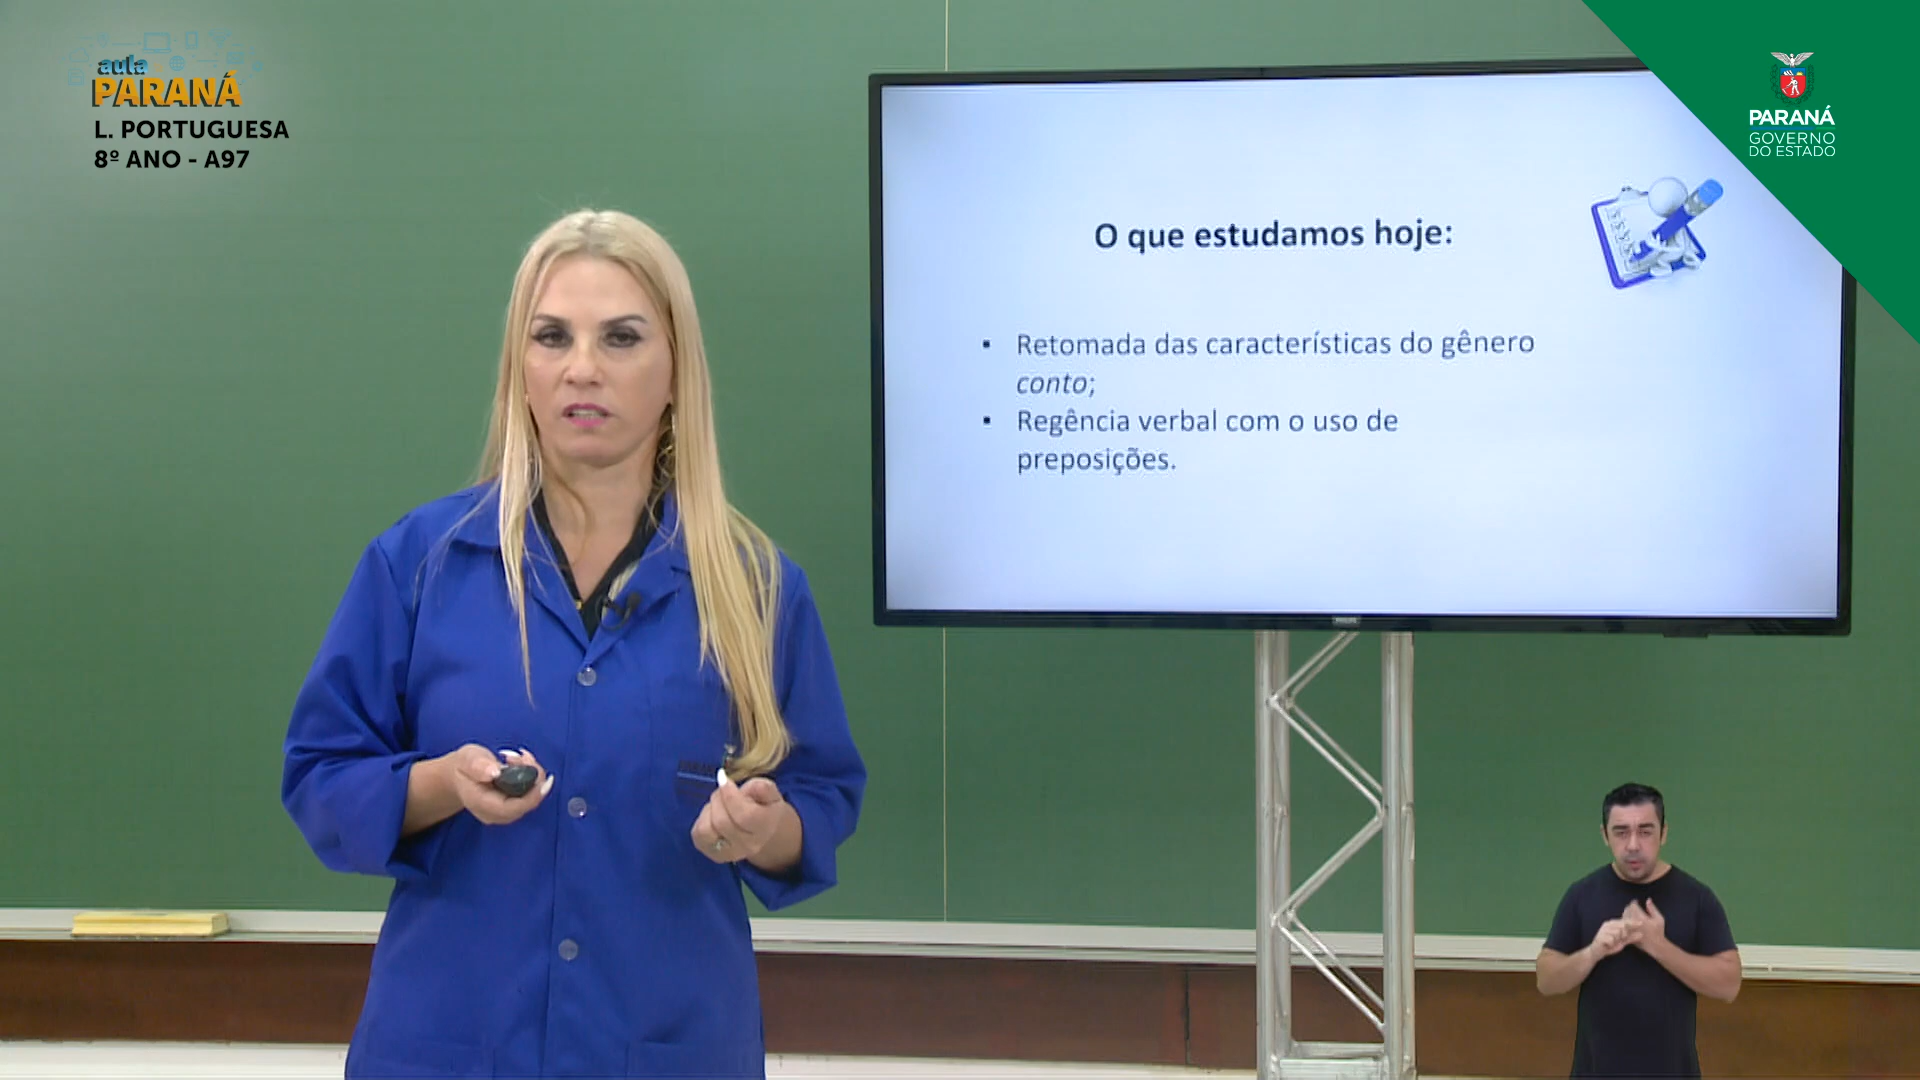 aula
PARANÁ
L. PORTUGUESA
8º ANO - A97
PARANÁ
GOVERNO
DO ESTADO
O que estudamos hoje:
▪ Retomada das características do gênero
conto;
▪ Regência verbal com o uso de
preposições.
PHILIPS